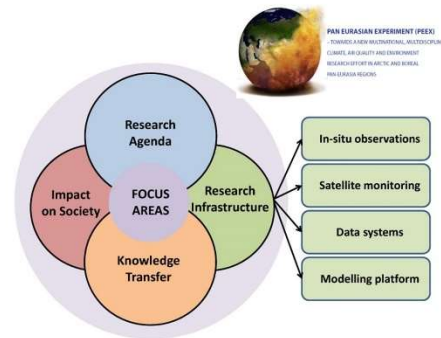 PAN EURASIAN EXPERIMENT (PEEX)
- TOWARDS A NEW MULTINATIONAL, MULTIDISCIPLIN
CLIMATE, AIR QUALITY AND ENVIRONMENT
RESEARCH EFFORT IN ARCTIC AND BOREAL
PAN-EURASIA REGIONS
Research
Agenda
Impact
on Society
FOCUS
AREAS
Research
Infrastructure
Knowledge
Transfer
In-situ observations
Satellite monitoring
Data systems
Modelling platform